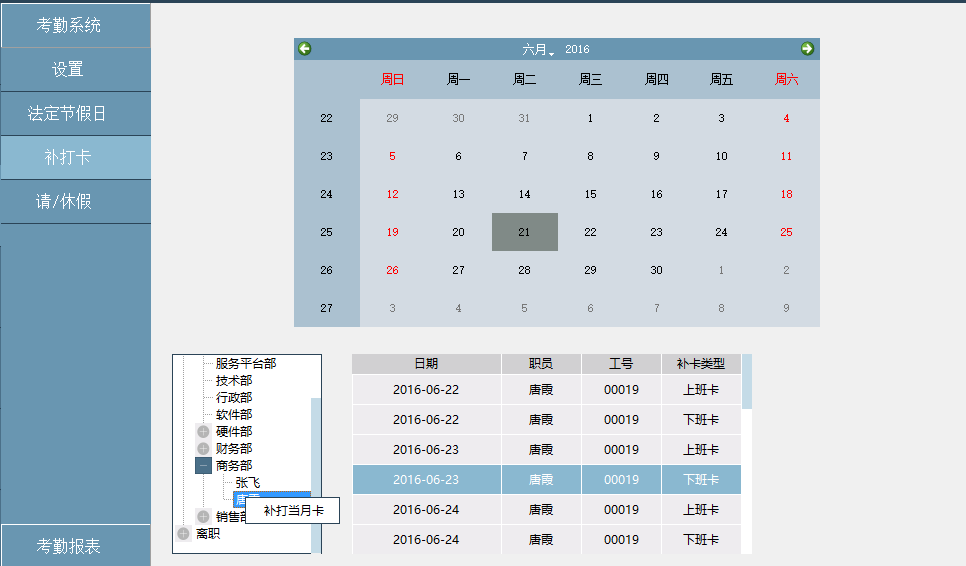 考勤系统
设置
法定节假日
补打卡
请/休假
考勤报表
六月 2016
周日 周一 周二 周三 周四 周五 周六
22 29 30 31 1 2 3 4
23 5 6 7 8 9 10 11
24 12 13 14 15 16 17 18
25 19 20 21 22 23 24 25
26 26 27 28 29 30 1 2
27 3 4 5 6 7 8 9
服务平台部
技术部
行政部
软件部
硬件部
财务部
商务部
张飞
唐
补打当月卡
销售
离职
日期 职员 工号 补卡类型
2016-06-22 唐霞 00019 上班卡
2016-06-22 唐霞 00019 下班卡
2016-06-23 唐霞 00019 上班卡
2016-06-23 唐霞 00019 下班卡
2016-06-24 唐霞 00019 上班卡
2016-06-24 唐霞 00019 下班卡